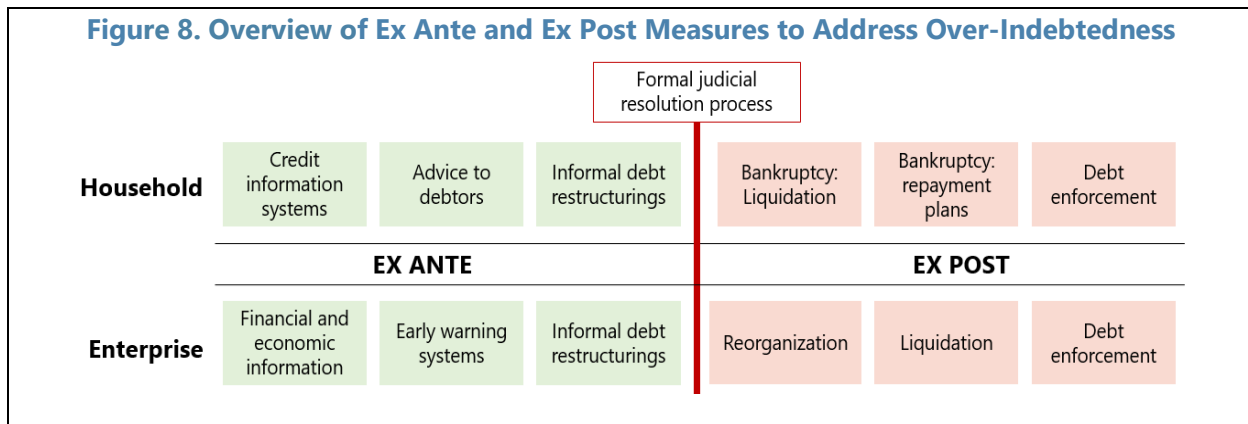 Figure 8. Overview of Ex Ante and Ex Post Measures to Address Over-Indebtedness
Formal judicial
resolution process
Household
Credit
information
systems
Advice to
debtors
Informal debt
restructurings
Bankruptcy:
Liquidation
Bankruptcy:
repayment
plans
Debt
enforcement
EX ANTE
EX POST
Enterprise
Financial and
economic
information
Early warning
systems
Informal debt
restructurings
Reorganization
Liquidation
Debt
enforcement